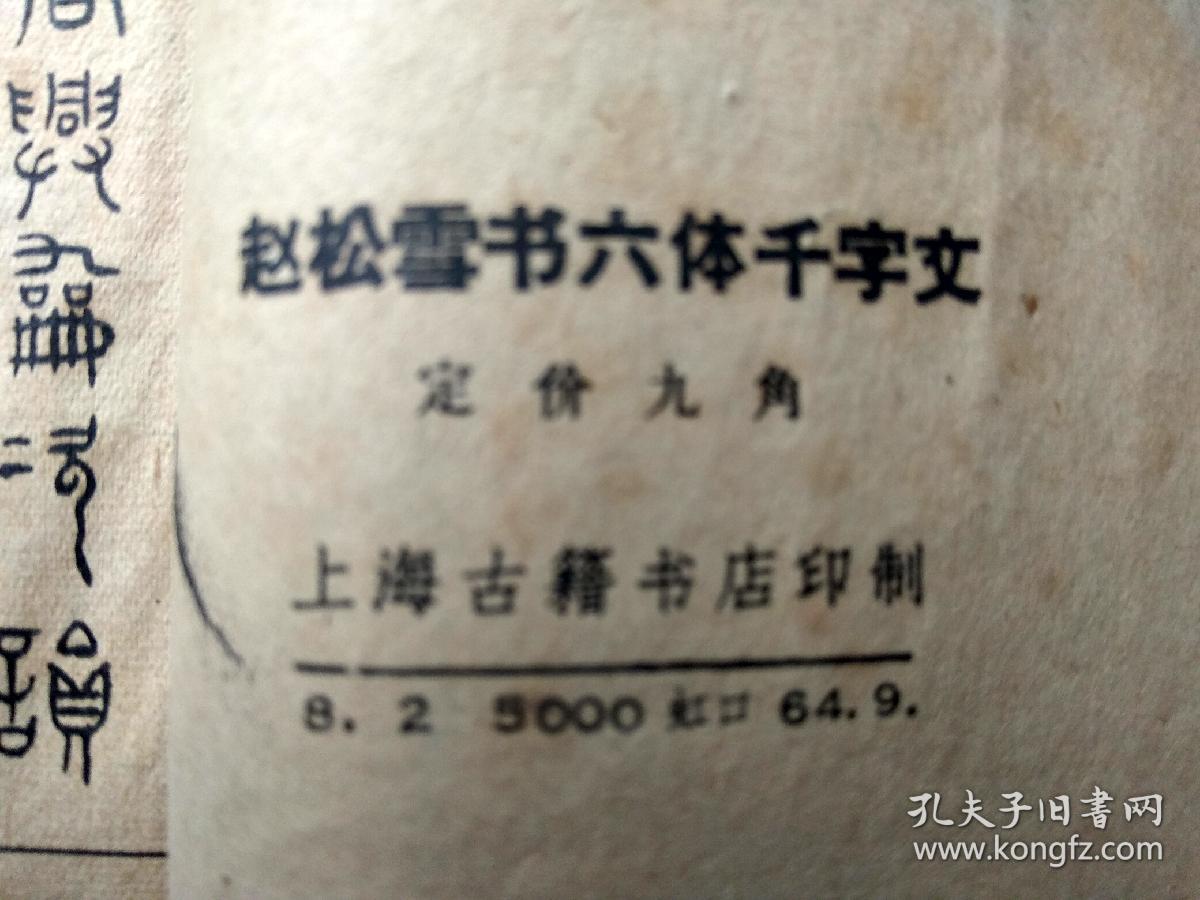 赵松雪书六体千字文
定价九角
上海古籍书店印制
8. 2 5000 虹口 64. 9.
孔夫子旧書网
www.kongfz.com